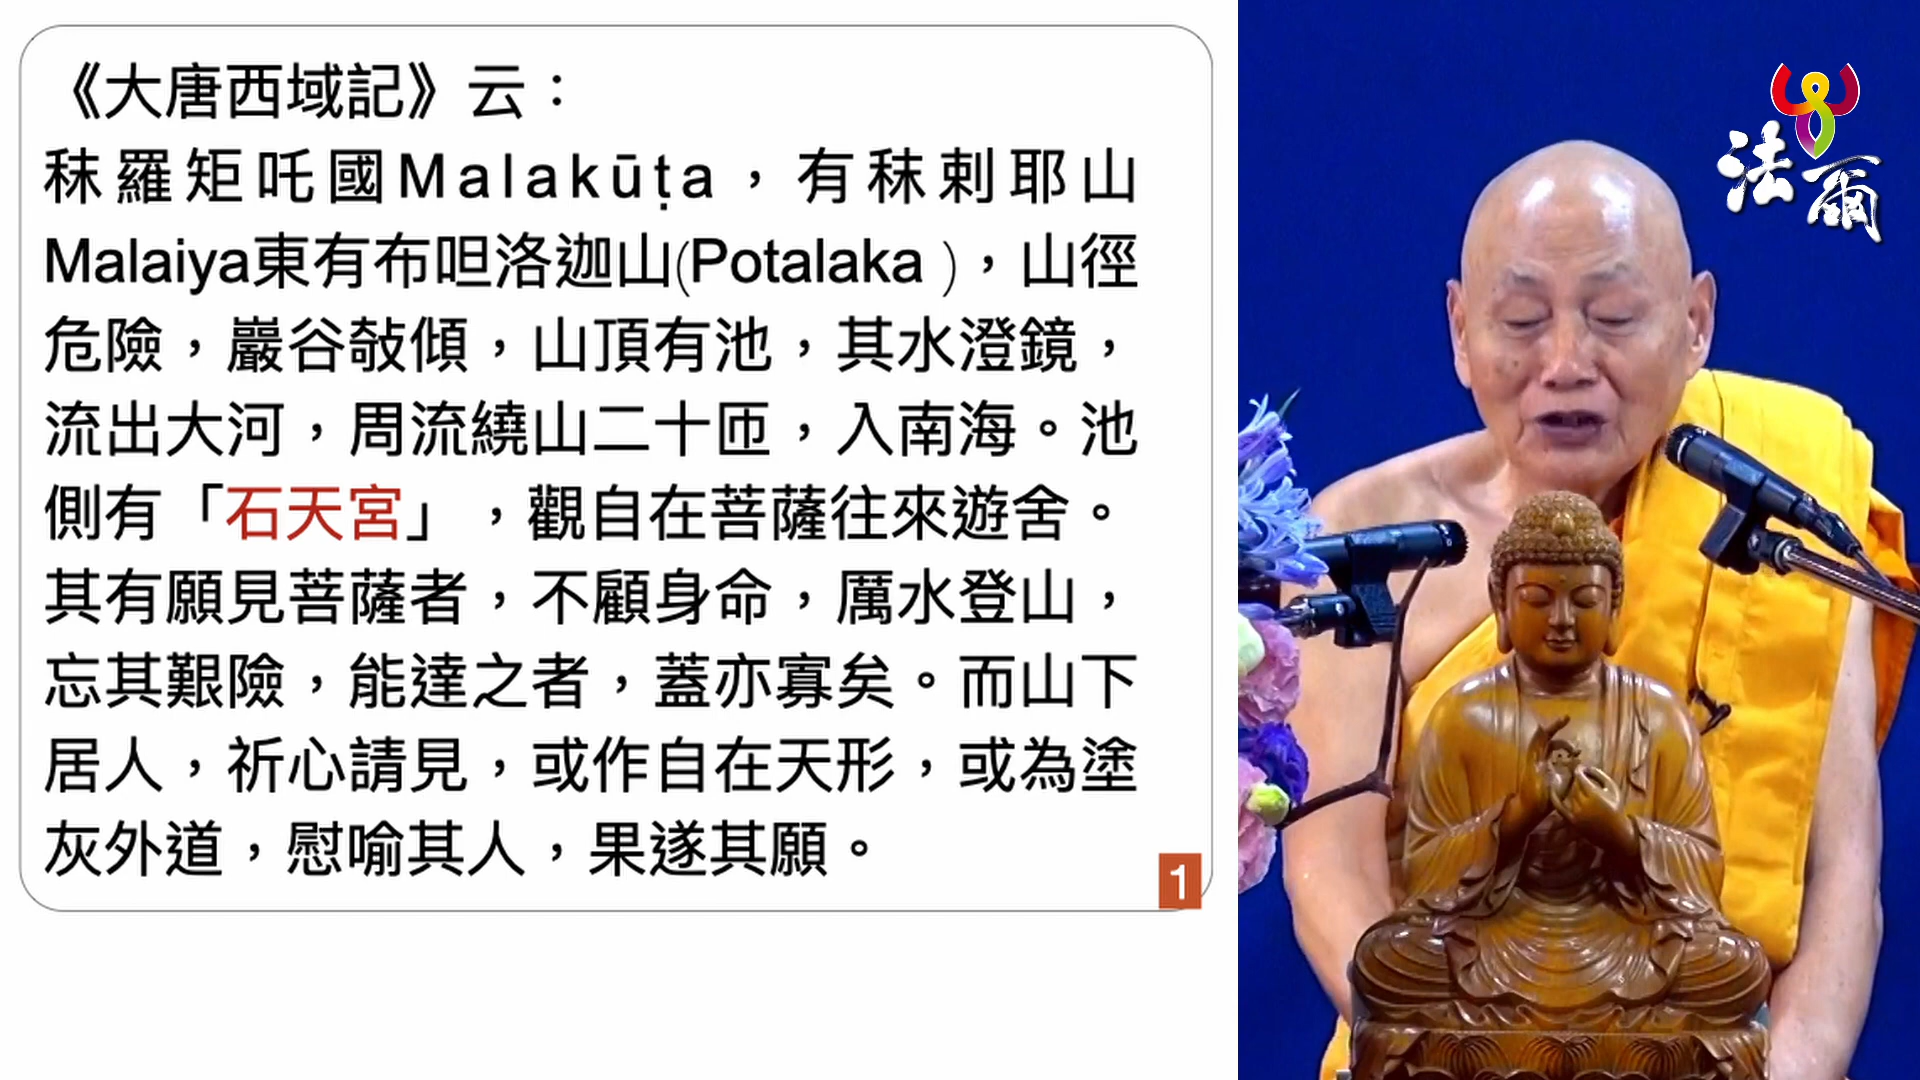 《大唐西域記》云：
秣羅矩吒國Malakūṭa，有秣剌耶山
Malaiya東有布呾洛迦山(Potalaka )，山徑
危險，巖谷敧傾，山頂有池，其水澄鏡，
流出大河，周流繞山二十匝，入南海。池
側有「石天宮」，觀自在菩薩往來遊舍。
其有願見菩薩者，不顧身命，厲水登山，
忘其艱險，能達之者，蓋亦寡矣。而山下
居人，祈心請見，或作自在天形，或為塗
灰外道，慰喻其人，果遂其願。
1
法爾